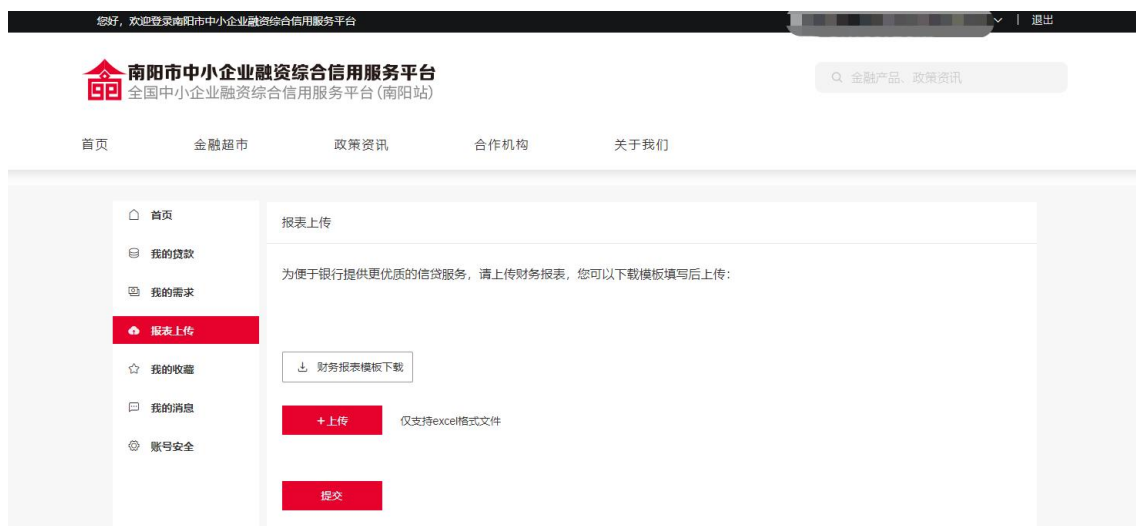 您好，欢迎登录南阳市中小企业融资综合信用服务平台
退出
南阳市中小企业融资综合信用服务平台
全国中小企业融资综合信用服务平台(南阳站)
金融产品、政策资讯
首页 金融超市 政策资讯 合作机构 关于我们
首页
我的贷款
我的需求
报表上传
我的收藏
我的消息
账号安全
报表上传
为便于银行提供更优质的信贷服务，请上传财务报表，您可以下载模板填写后上传：
财务报表模板下载
+上传 仅支持excel格式文件
提交